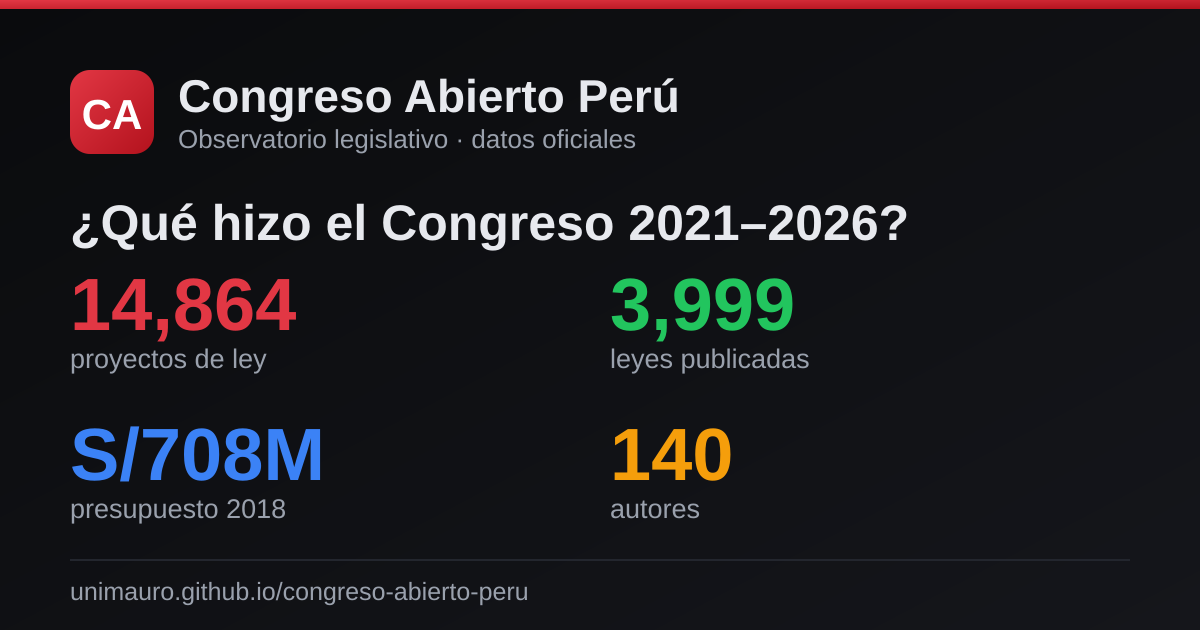 CA
Congreso Abierto Perú
Observatorio legislativo · datos oficiales
¿Qué hizo el Congreso 2021–2026?
14,864
proyectos de ley
3,999
leyes publicadas
S/708M
presupuesto 2018
140
autores
unimauro.github.io/congreso-abierto-peru